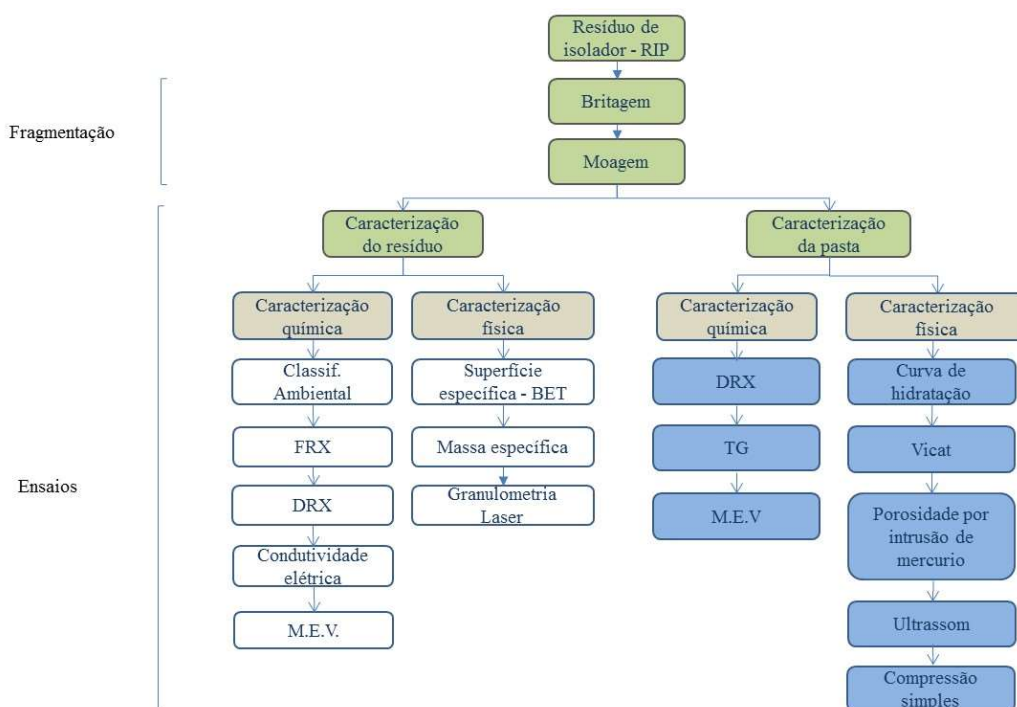 Resíduo de
isolador - RIP
Britagem
Fragmentação
Moagem
Caracterização
do resíduo
Caracterização
da pasta
Caracterização
química
Caracterização
física
Caracterização
química
Caracterização
física
Classif.
Ambiental
Superfície
específica - BET
DRX
Curva de
hidratação
FRX
Massa específica
TG
Vicat
Ensaios
DRX
Granulometria
Laser
M.E.V
Porosidade por
intrusão de
mercurio
Condutividade
elétrica
M.E.V.
Ultrassom
Compressão
simples